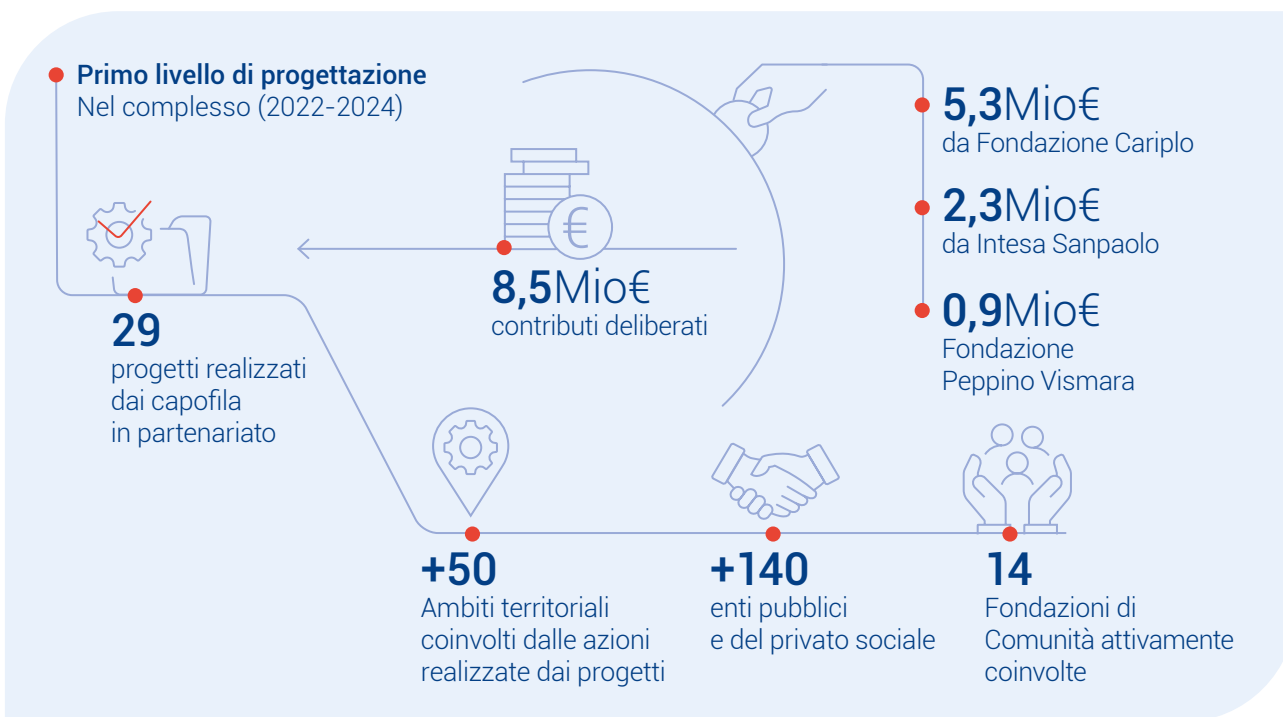 Primo livello di progettazione
Nel complesso (2022-2024)
5,3Mio€
da Fondazione Cariplo
2,3Mio€
da Intesa Sanpaolo
0,9Mio€
Fondazione
Peppino Vismara
€
8,5Mio€
contributi deliberati
29
progetti realizzati
dai capofila
in partenariato
+50
Ambiti territoriali
coinvolti dalle azioni
realizzate dai progetti
+140
enti pubblici
e del privato sociale
14
Fondazioni di
Comunità attivamente
coinvolte